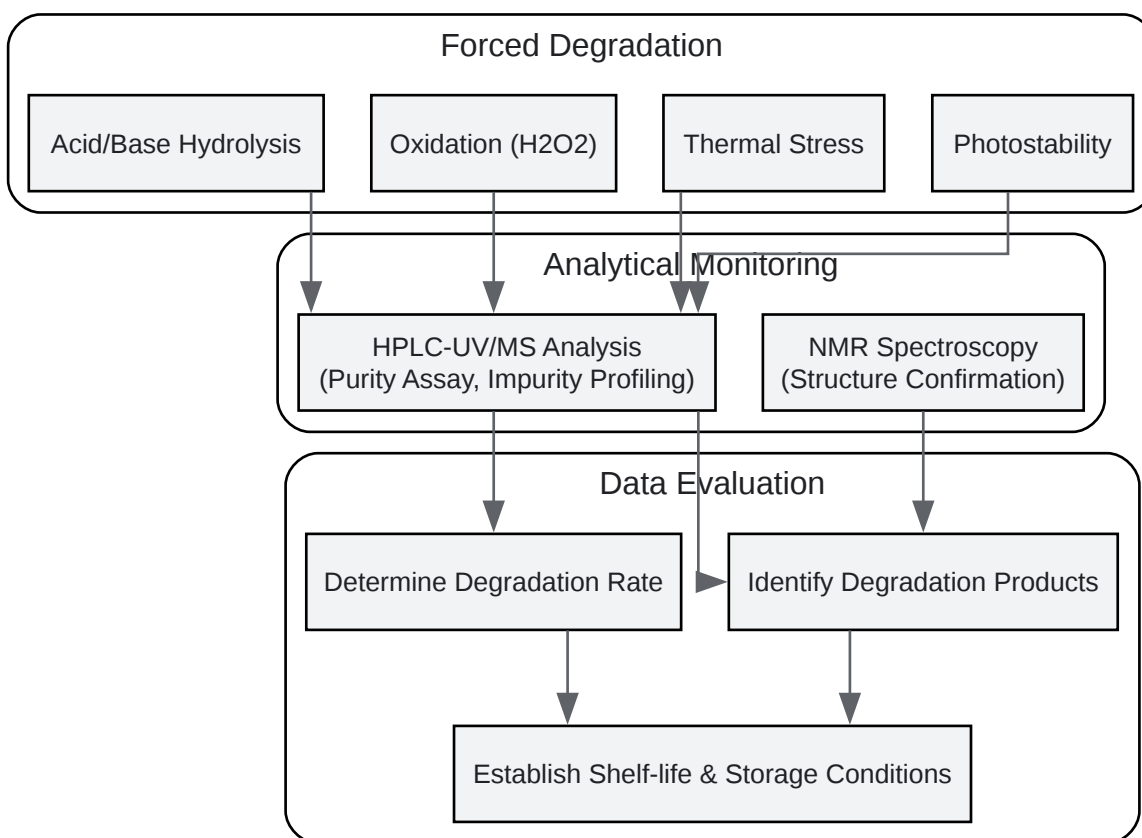 Forced Degradation
Acid/Base Hydrolysis
Oxidation (H2O2)
Thermal Stress
Photostability
Analytical Monitoring
HPLC-UV/MS Analysis
(Purity Assay, Impurity Profiling)
NMR Spectroscopy
(Structure Confirmation)
Data Evaluation
Determine Degradation Rate
Identify Degradation Products
Establish Shelf-life & Storage Conditions